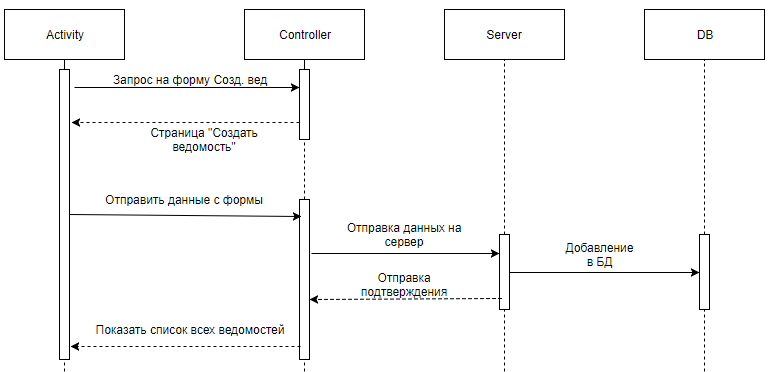 Activity
Controller
Server
DB
Запрос на форму Созд. вед
Страница "Создать
ведомость"
Отправить данные с формы
Отправка данных на
сервер
Добавление
в БД
Отправка
подтверждения
Показать список всех ведомостей